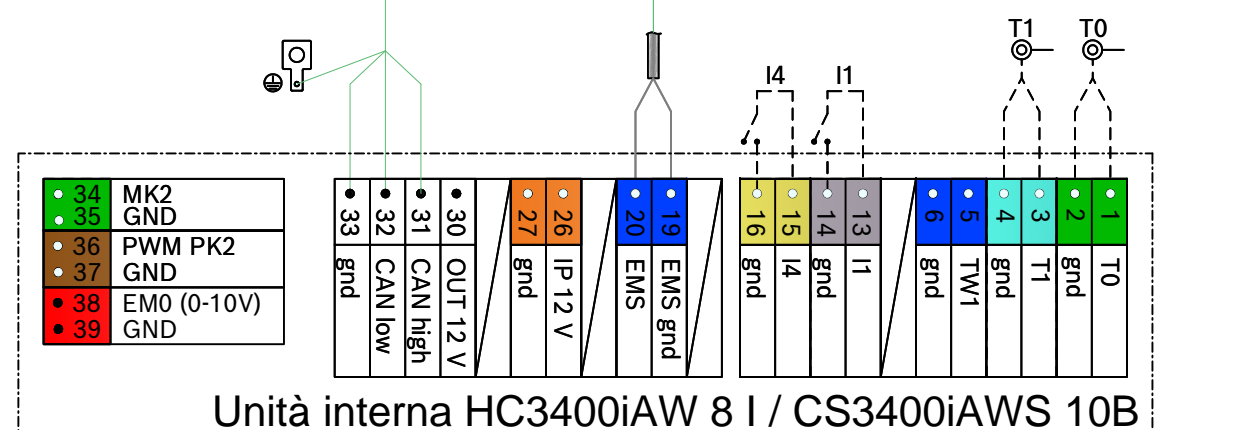 T1
T0
I4
I1
34 MK2
35 GND
36 PWM PK2
37 GND
38 EM0 (0-10V)
39 GND
33 gnd
32 CAN low
31 CAN high
30 OUT 12 V
27 gnd
26 IP 12 V
20 EMS
19 EMS gnd
16 gnd
15 I4
14 gnd
13 I1
6 gnd
5 TW1
4 gnd
3 T1
2 gnd
1 T0
Unità interna HC3400iAW 8 I / CS3400iAWS 10B